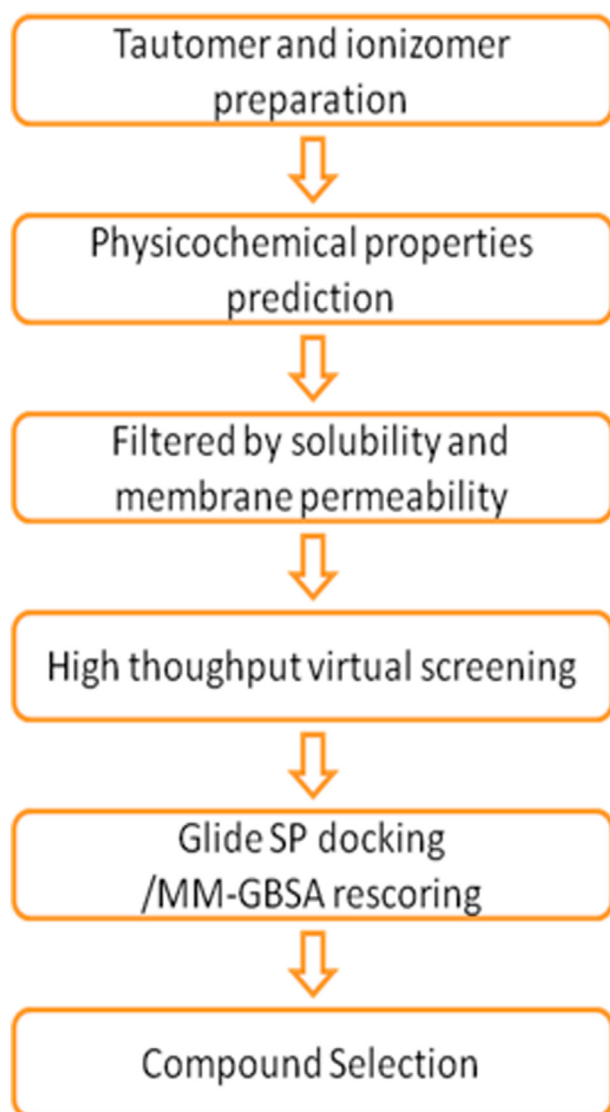 Tautomer and ionizomer
preparation
Physicochemical properties
prediction
Filtered by solubility and
membrane permeability
High thoughput virtual screening
Glide SP docking
/MM-GBSA rescoring
Compound Selection